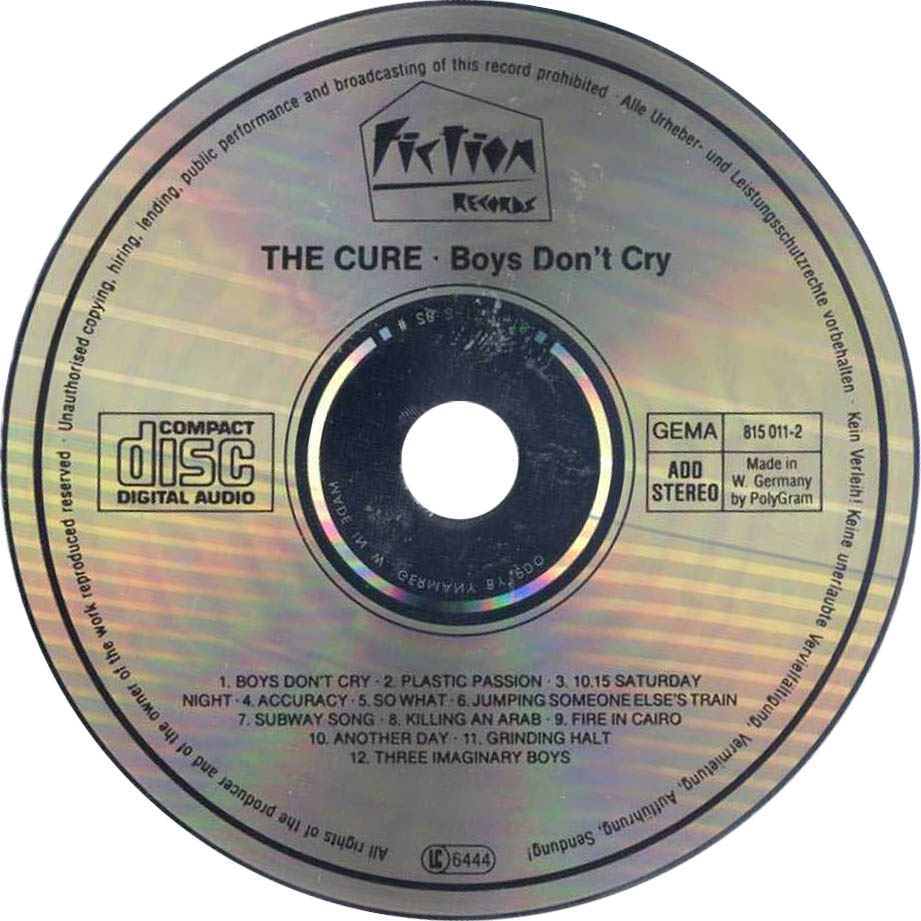 All rights of the producer and of the owner of the work reproduced reserved · Unauthorised copying, hiring, lending, public performance and broadcasting of this record prohibited · Alle Urheber- und Leistungsschutzrechte vorbehalten · Kein Verleih! Keine unerlaubte Vervielfältigung, Vermietung, Aufführung, Sendung!
Fiction
RECORDS
THE CURE · Boys Don't Cry
COMPACT
disc
DIGITAL AUDIO
GEMA
815 011-2
ADD
STEREO
Made in
W. Germany
by PolyGram
MADE IN W. GERMANY BY PDO
1. BOYS DON'T CRY · 2. PLASTIC PASSION · 3. 10.15 SATURDAY
NIGHT · 4. ACCURACY · 5. SO WHAT · 6. JUMPING SOMEONE ELSE'S TRAIN
7. SUBWAY SONG · 8. KILLING AN ARAB · 9. FIRE IN CAIRO
10. ANOTHER DAY · 11. GRINDING HALT
12. THREE IMAGINARY BOYS
LC 6444